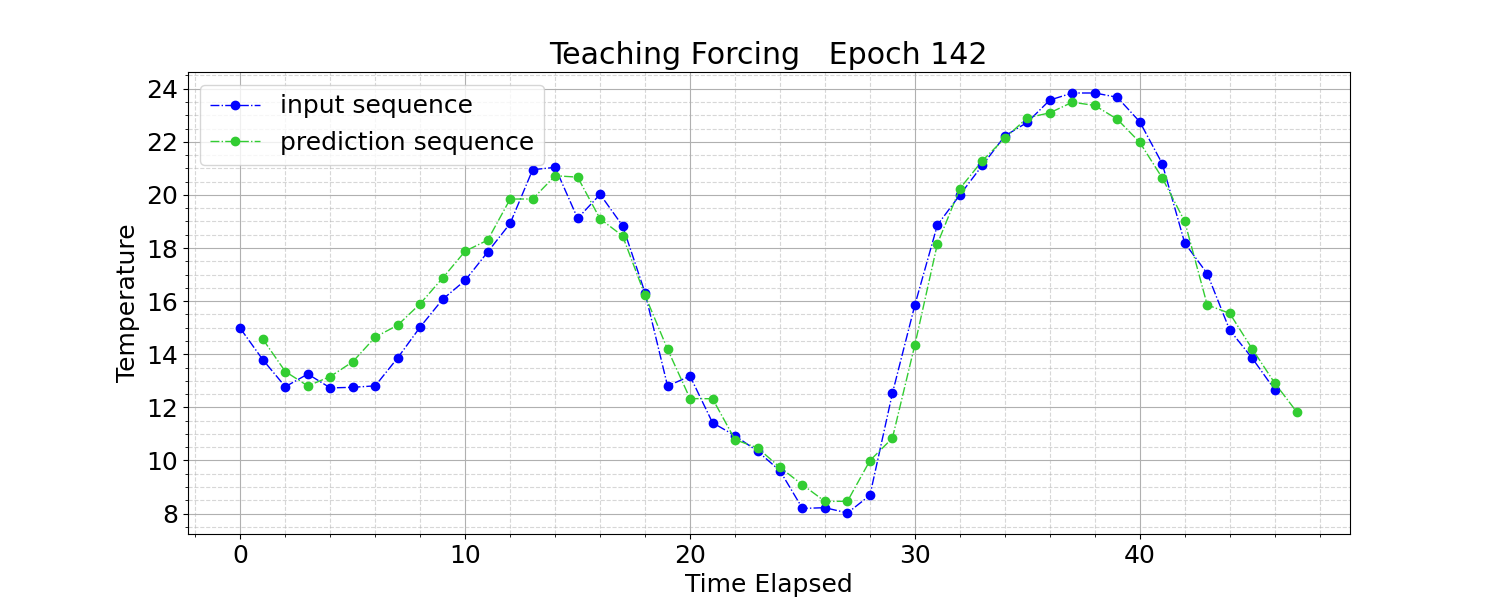 Teaching Forcing   Epoch 142
input sequence
prediction sequence
Temperature
24
22
20
18
16
14
12
10
8
0 10 20 30 40
Time Elapsed